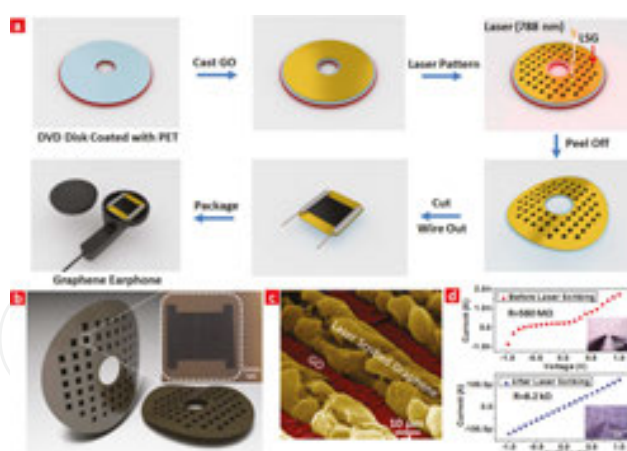 a
Cast GO
Laser Pattern
Laser (788 nm)
LSG
DVD Disk Coated with PET
Peel Off
Package
Cut
Wire Out
Graphene Earphone
b
c
GO
Laser Scribed Graphene
10 μm
d
Before Laser Scribing
R=580 MΩ
Current (A)
Voltage (V)
After Laser Scribing
R=8.2 kΩ
Current (A)